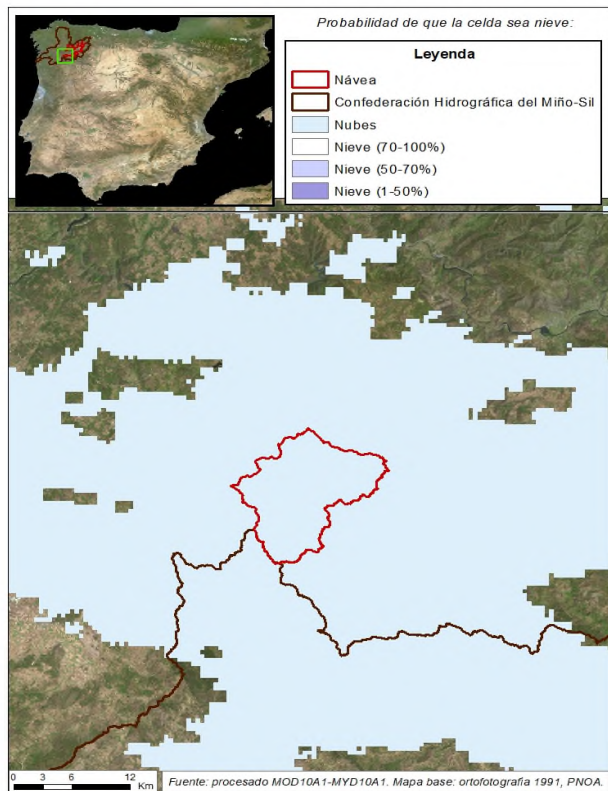 Probabilidad de que la celda sea nieve:
Leyenda
Návea
Confederación Hidrográfica del Miño-Sil
Nubes
Nieve (70-100%)
Nieve (50-70%)
Nieve (1-50%)
0 3 6 12
Km
Fuente: procesado MOD10A1-MYD10A1. Mapa base: ortofotografía 1991, PNOA.